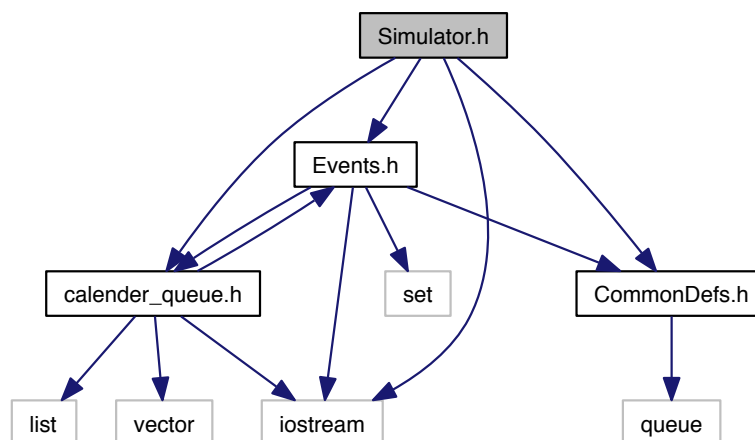 Simulator.h
Events.h
calender_queue.h
set
CommonDefs.h
list
vector
iostream
queue